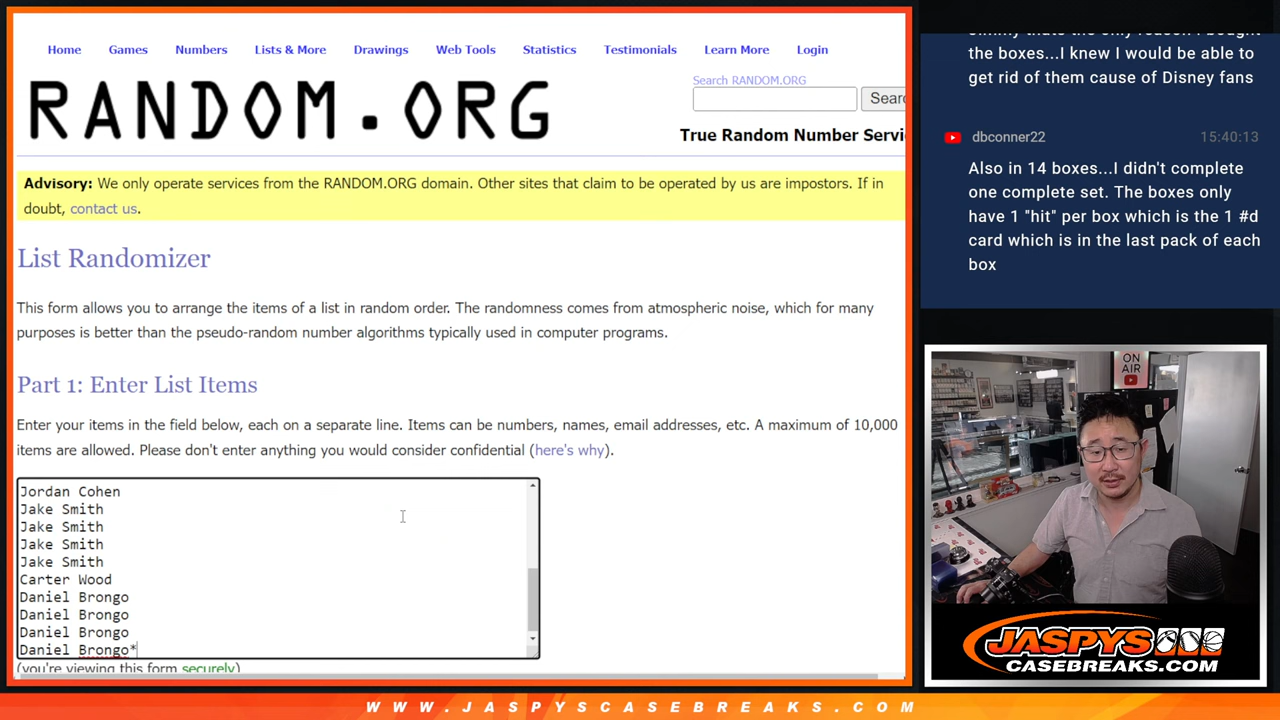 Home Games Numbers Lists & More Drawings Web Tools Statistics Testimonials Learn More Login
RANDOM.ORG
Search RANDOM.ORG
Searc
True Random Number Servi
Advisory: We only operate services from the RANDOM.ORG domain. Other sites that claim to be operated by us are impostors. If in
doubt, contact us.
List Randomizer
This form allows you to arrange the items of a list in random order. The randomness comes from atmospheric noise, which for many
purposes is better than the pseudo-random number algorithms typically used in computer programs.
Part 1: Enter List Items
Enter your items in the field below, each on a separate line. Items can be numbers, names, email addresses, etc. A maximum of 10,000
items are allowed. Please don't enter anything you would consider confidential (here's why).
Jordan Cohen
Jake Smith
Jake Smith
Jake Smith
Jake Smith
Carter Wood
Daniel Brongo
Daniel Brongo
Daniel Brongo
Daniel Brongo*
(you're viewing this form securely)
the boxes...I knew I would be able to
get rid of them cause of Disney fans
dbconner22 15:40:13
Also in 14 boxes...I didn't complete
one complete set. The boxes only
have 1 "hit" per box which is the 1 #d
card which is in the last pack of each
box
ON
AIR
JASPYS
CASEBREAKS.COM
WWW.JASPYSCASEBREAKS.COM